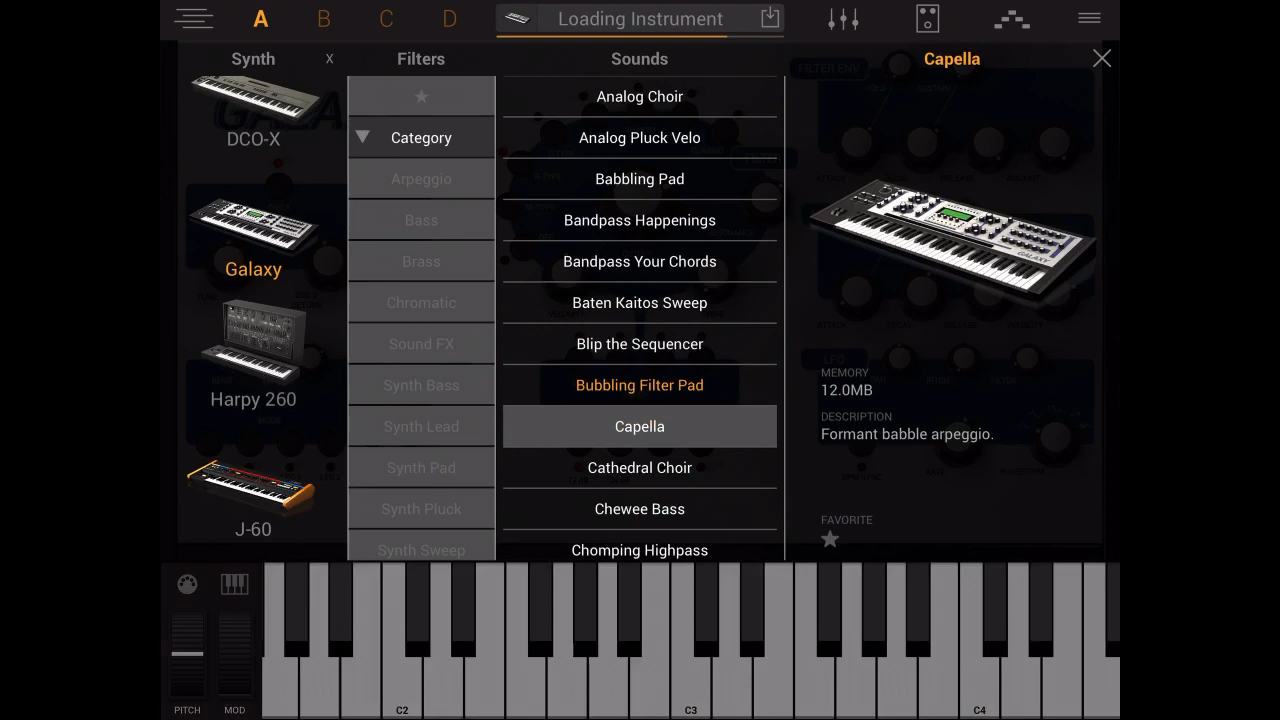 A B C D Loading Instrument
Synth x Filters Sounds Capella
DCO-X
Galaxy
Harpy 260
J-60
Category
Arpeggio
Bass
Brass
Chromatic
Sound FX
Synth Bass
Synth Lead
Synth Pad
Synth Pluck
Synth Sweep
Analog Choir
Analog Pluck Velo
Babbling Pad
Bandpass Happenings
Bandpass Your Chords
Baten Kaitos Sweep
Blip the Sequencer
Bubbling Filter Pad
Capella
Cathedral Choir
Chewee Bass
Chomping Highpass
FILTER ENV
GALAXY
MEMORY
12.0MB
DESCRIPTION
Formant babble arpeggio.
FAVORITE
PITCH MOD C2 C3 C4